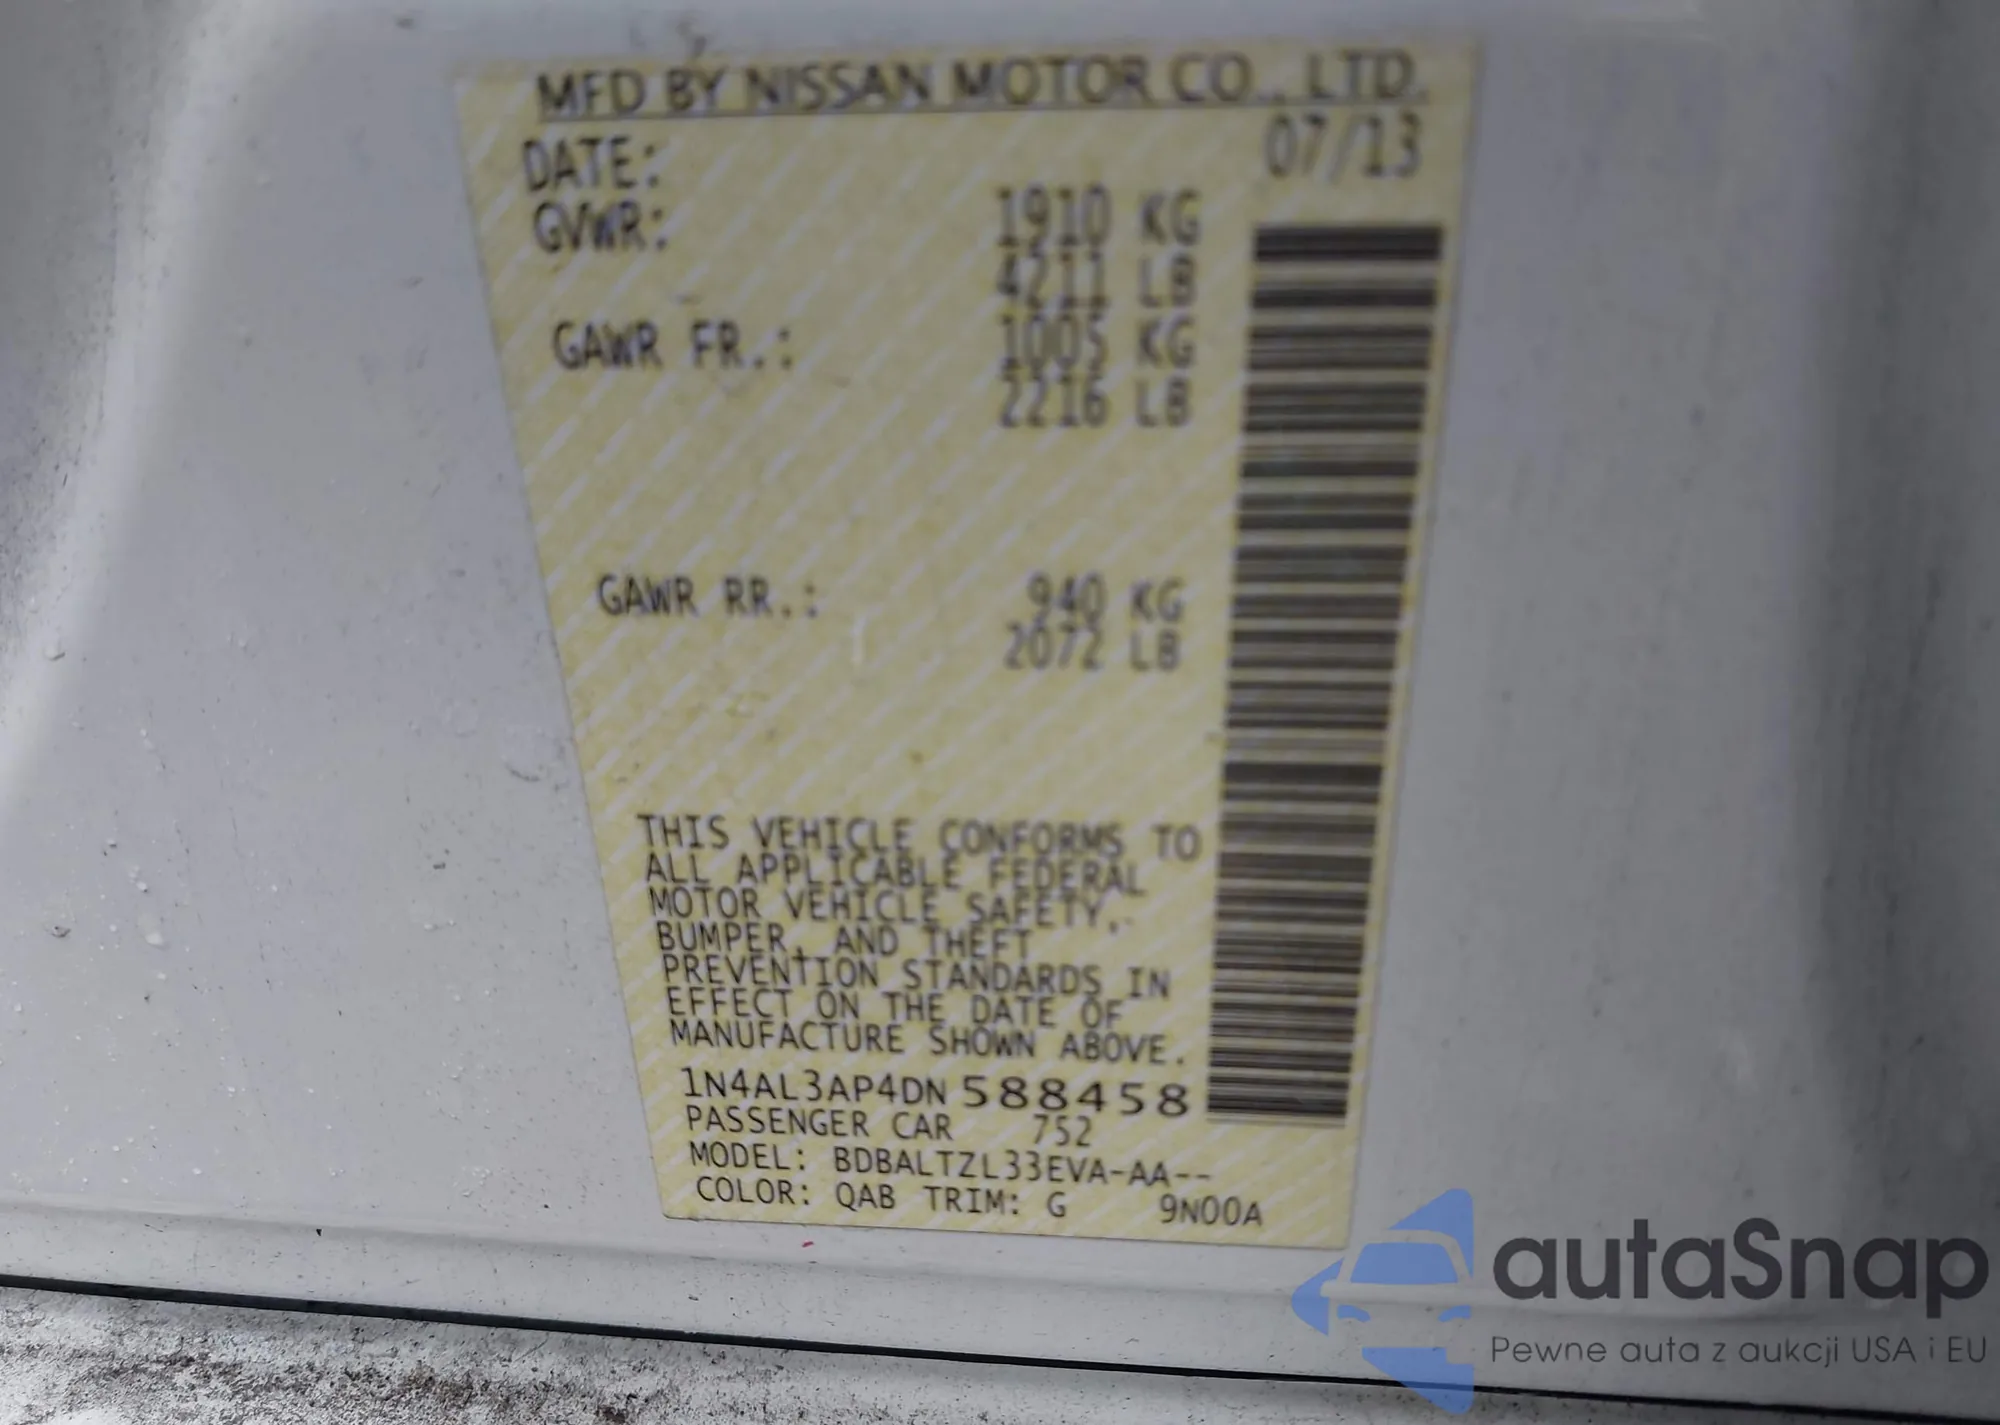 MFD BY NISSAN MOTOR CO., LTD.
DATE: 07/13
GVWR: 1910 KG
4211 LB
GAWR FR.: 1005 KG
2216 LB
GAWR RR.: 940 KG
2072 LB
THIS VEHICLE CONFORMS TO
ALL APPLICABLE FEDERAL
MOTOR VEHICLE SAFETY,
BUMPER, AND THEFT
PREVENTION STANDARDS IN
EFFECT ON THE DATE OF
MANUFACTURE SHOWN ABOVE.
1N4AL3AP4DN588458
PASSENGER CAR 752
MODEL: BDBALTZL33EVA-AA--
COLOR: QAB TRIM: G 9N00A
autaSnap
Pewne auta z aukcji USA i EU